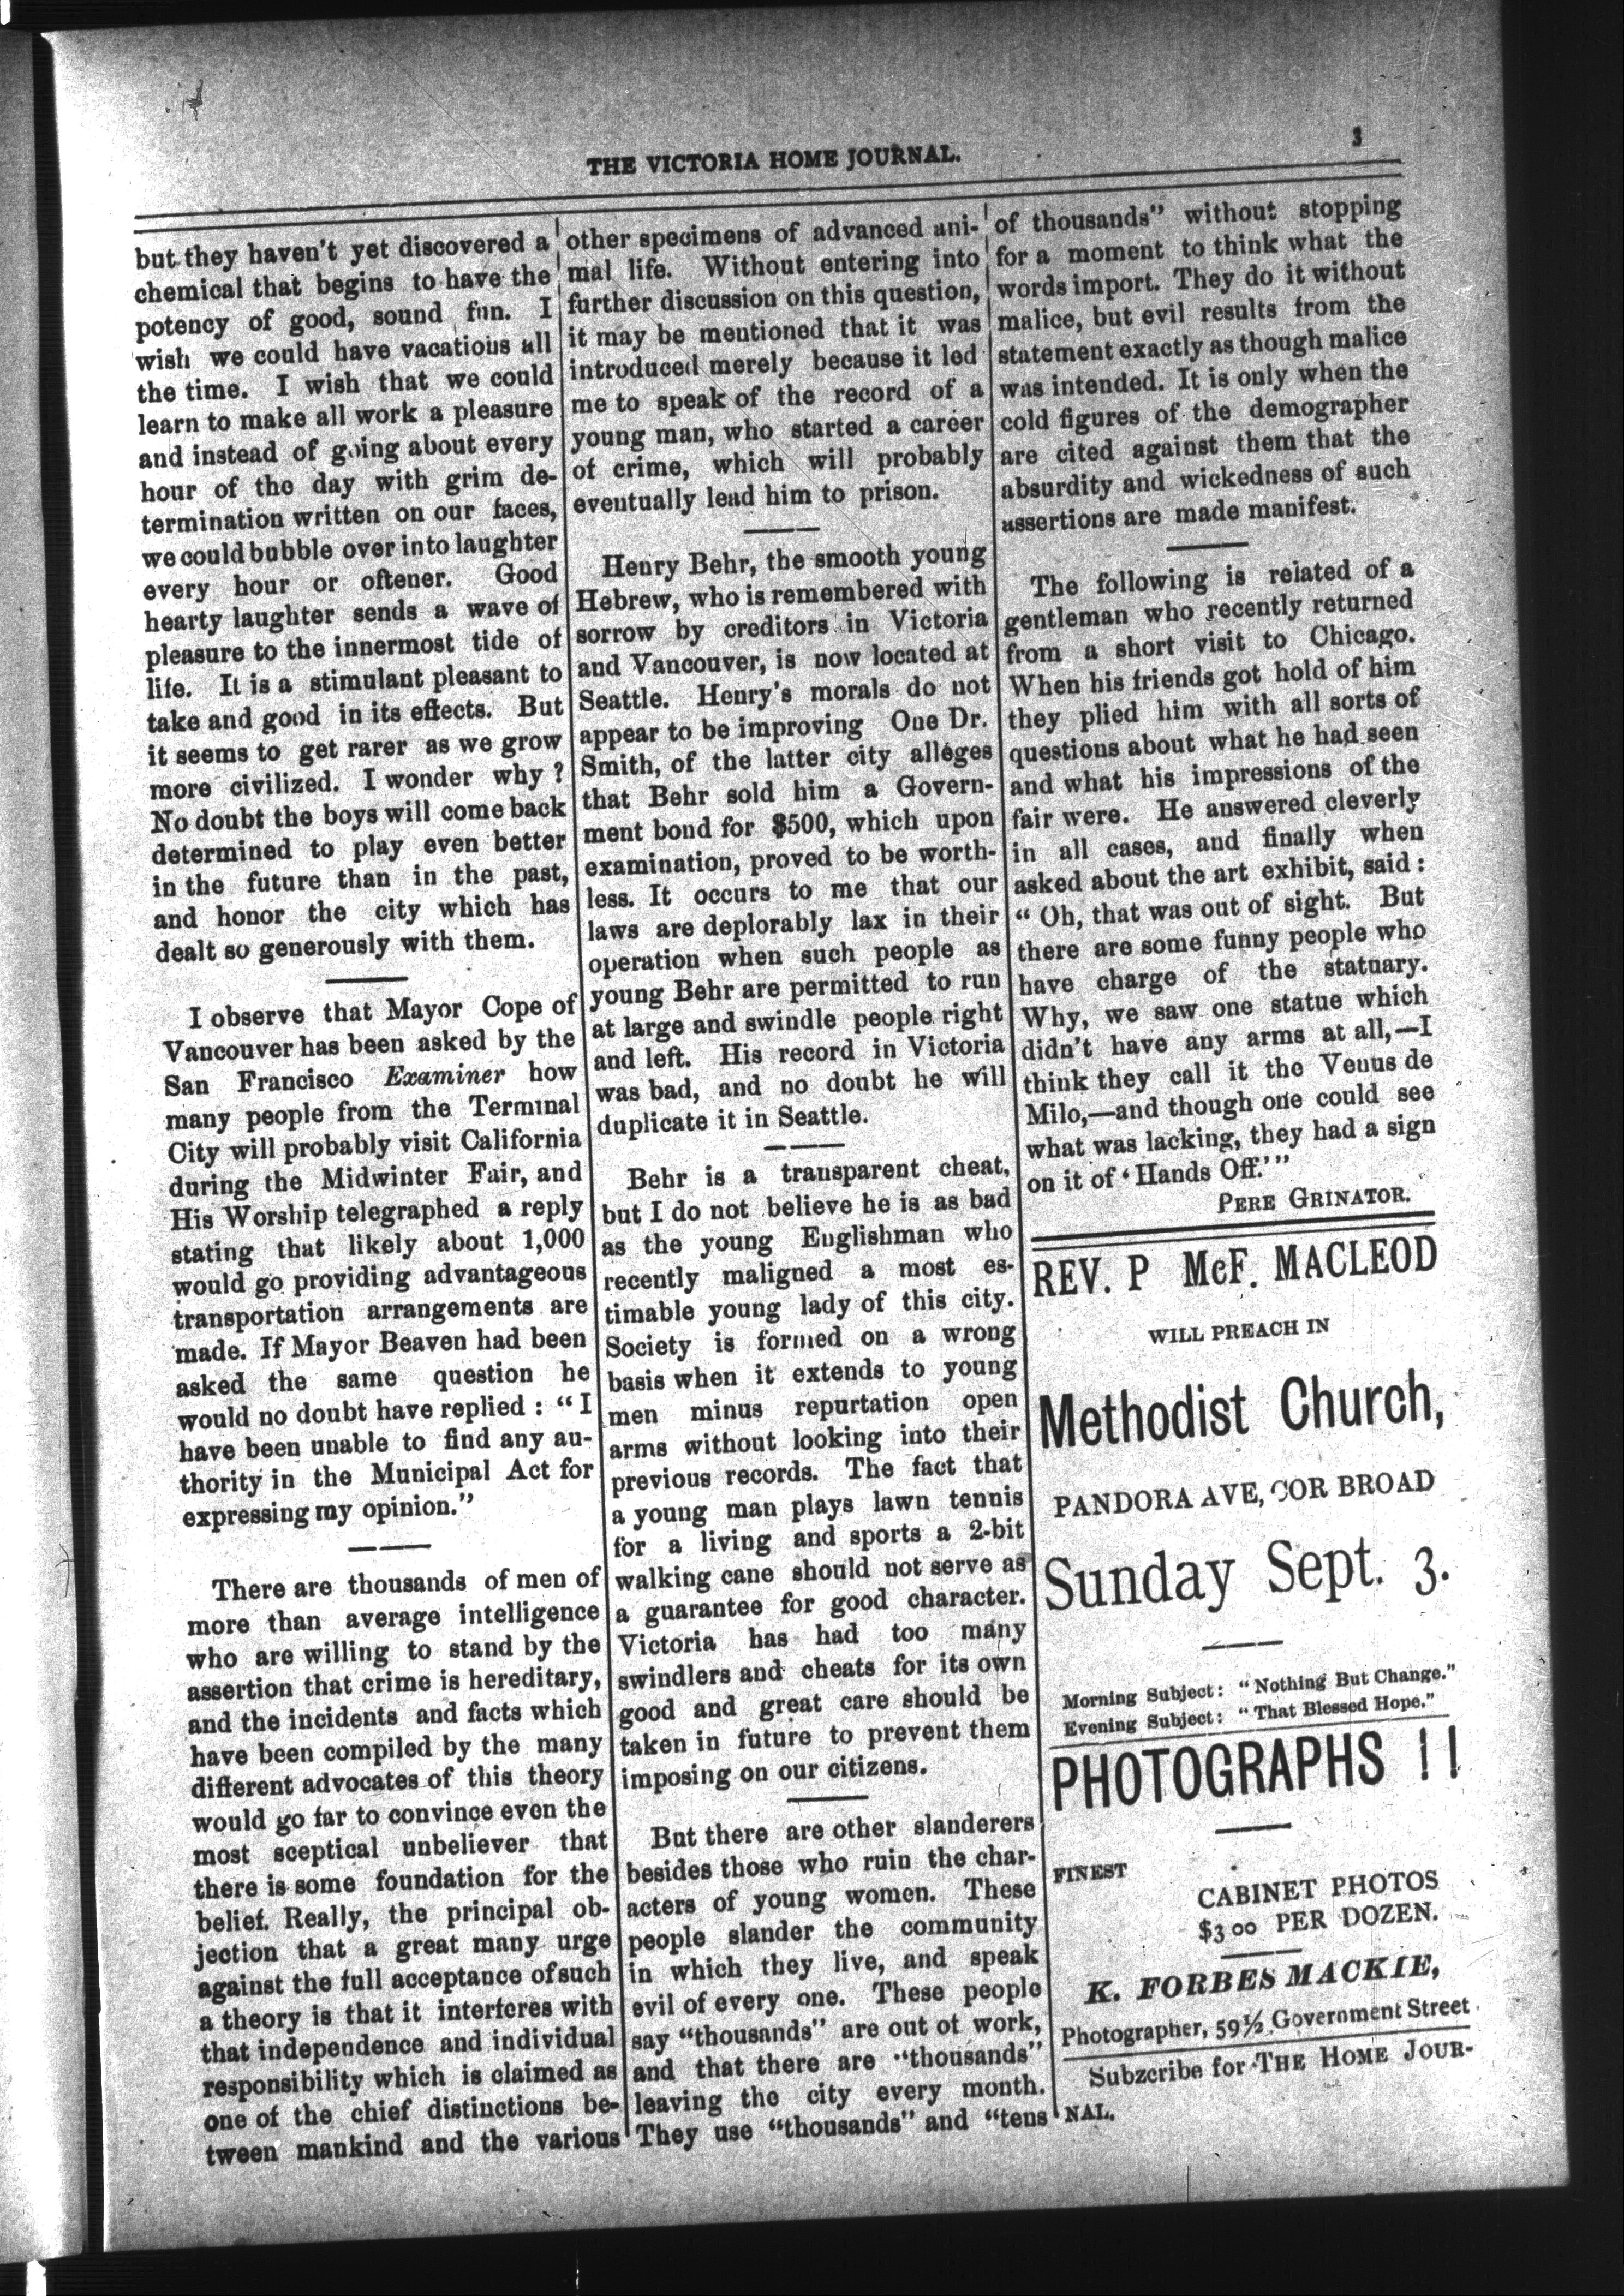 THE VICTORIA HOME JOURNAL.
3
but they haven't yet discovered a
chemical that begins to have the
potency of good, sound fun. I
wish we could have vacations all
the time. I wish that we could
learn to make all work a pleasure
and instead of going about every
hour of the day with grim de-
termination written on our faces,
we could bubble over into laughter
every hour or oftener. Good
hearty laughter sends a wave of
pleasure to the innermost tide of
life. It is a stimulant pleasant to
take and good in its effects. But
it seems to get rarer as we grow
more civilized. I wonder why?
No doubt the boys will come back
determined to play even better
in the future than in the past,
and honor the city which has
dealt so generously with them.
I observe that Mayor Cope of
Vancouver has been asked by the
San Francisco Examiner how
many people from the Terminal
City will probably visit California
during the Midwinter Fair, and
His Worship telegraphed a reply
stating that likely about 1,000
would go providing advantageous
transportation arrangements are
made. If Mayor Beaven had been
asked the same question he
would no doubt have replied : "I
have been unable to find any au-
thority in the Municipal Act for
expressing my opinion."
There are thousands of men of
more than average intelligence
who are willing to stand by the
assertion that crime is hereditary,
and the incidents and facts which
have been compiled by the many
different advocates of this theory
would go far to convince even the
most sceptical unbeliever that
there is some foundation for the
belief. Really, the principal ob-
jection that a great many urge
against the full acceptance of such
a theory is that it interferes with
that independence and individual
responsibility which is claimed as
one of the chief distinctions be-
tween mankind and the various
other specimens of advanced ani-
mal life. Without entering into
further discussion on this question,
it may be mentioned that it was
introduced merely because it led
me to speak of the record of a
young man, who started a career
of crime, which will probably
eventually lead him to prison.
Henry Behr, the smooth young
Hebrew, who is remembered with
sorrow by creditors in Victoria
and Vancouver, is now located at
Seattle. Henry's morals do not
appear to be improving One Dr.
Smith, of the latter city alleges
that Behr sold him a Govern-
ment bond for $500, which upon
examination, proved to be worth-
less. It occurs to me that our
laws are deplorably lax in their
operation when such people as
young Behr are permitted to run
at large and swindle people right
and left. His record in Victoria
was bad, and no doubt he will
duplicate it in Seattle.
Behr is a transparent cheat,
but I do not believe he is as bad
as the young Englishman who
recently maligned a most es-
timable young lady of this city.
Society is formed on a wrong
basis when it extends to young
men minus repurtation open
arms without looking into their
previous records. The fact that
a young man plays lawn tennis
for a living and sports a 2-bit
walking cane should not serve as
a guarantee for good character.
Victoria has had too many
swindlers and cheats for its own
good and great care should be
taken in future to prevent them
imposing on our citizens.
But there are other slanderers
besides those who ruin the char-
acters of young women. These
people slander the community
in which they live, and speak
evil of every one. These people
say "thousands" are out of work,
and that there are "thousands"
leaving the city every month.
They use "thousands" and "tens
of thousands" without stopping
for a moment to think what the
words import. They do it without
malice, but evil results from the
statement exactly as though malice
was intended. It is only when the
cold figures of the demographer
are cited against them that the
absurdity and wickedness of such
assertions are made manifest.
The following is related of a
gentleman who recently returned
from a short visit to Chicago.
When his friends got hold of him
they plied him with all sorts of
questions about what he had seen
and what his impressions of the
fair were. He answered cleverly
in all cases, and finally when
asked about the art exhibit, said :
" Oh, that was out of sight. But
there are some funny people who
have charge of the statuary.
Why, we saw one statue which
didn't have any arms at all,—I
think they call it the Venus de
Milo,—and though one could see
what was lacking, they had a sign
on it of ' Hands Off.' "
PERE GRINATOR.
REV. P McF. MACLEOD
WILL PREACH IN
Methodist Church,
PANDORA AVE, COR BROAD
Sunday Sept. 3.
Morning Subject: "Nothing But Change."
Evening Subject: "That Blessed Hope."
PHOTOGRAPHS !!
FINEST
CABINET PHOTOS
$3 00 PER DOZEN.
K. FORBES MACKIE,
Photographer, 59½ Government Street
Subzcribe for THE HOME JOUR-
NAL.